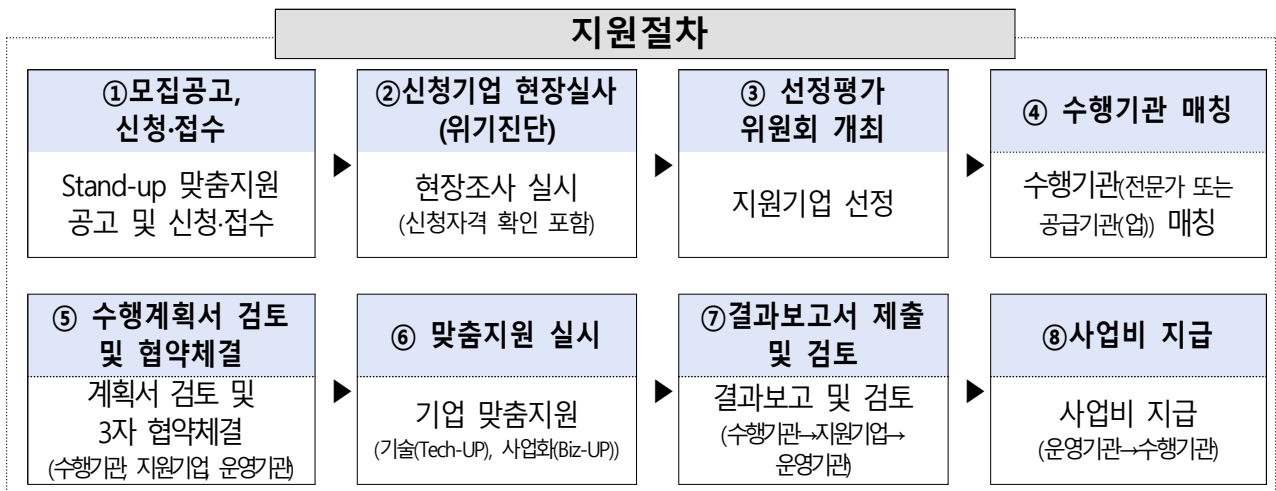 지원절차
①모집공고,
신청·접수
Stand-up 맞춤지원
공고 및 신청·접수
▶
②신청기업 현장실사
(위기진단)
현장조사 실시
(신청자격 확인 포함)
▶
③ 선정평가
위원회 개최
지원기업 선정
▶
④ 수행기관 매칭
수행기관(전문가 또는
공급기관(업)) 매칭
⑤ 수행계획서 검토
및 협약체결
계획서 검토 및
3자 협약체결
(수행기관, 지원기업, 운영기관)
▶
⑥ 맞춤지원 실시
기업 맞춤지원
(기술(Tech-UP), 사업화(Biz-UP))
▶
⑦결과보고서 제출
및 검토
결과보고 및 검토
(수행기관→지원기업→
운영기관)
▶
⑧사업비 지급
사업비 지급
(운영기관→수행기관)